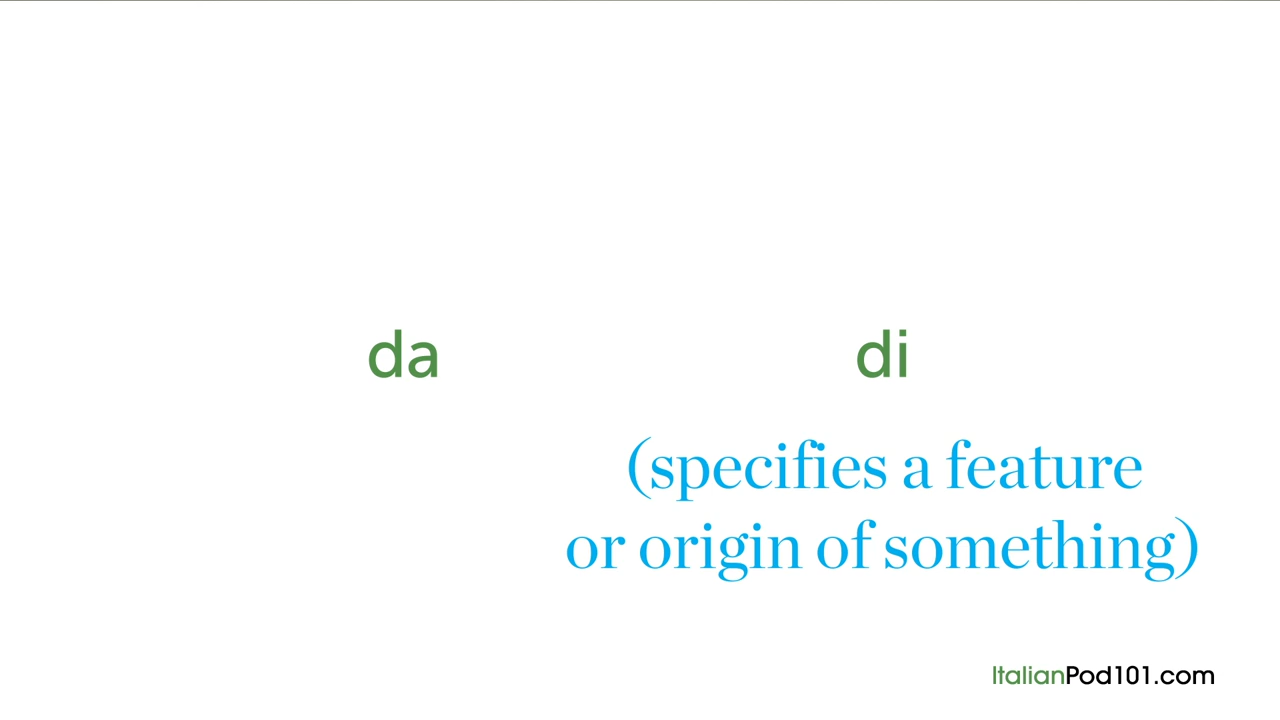 da di
(specifies a feature
or origin of something)
ItalianPod101.com